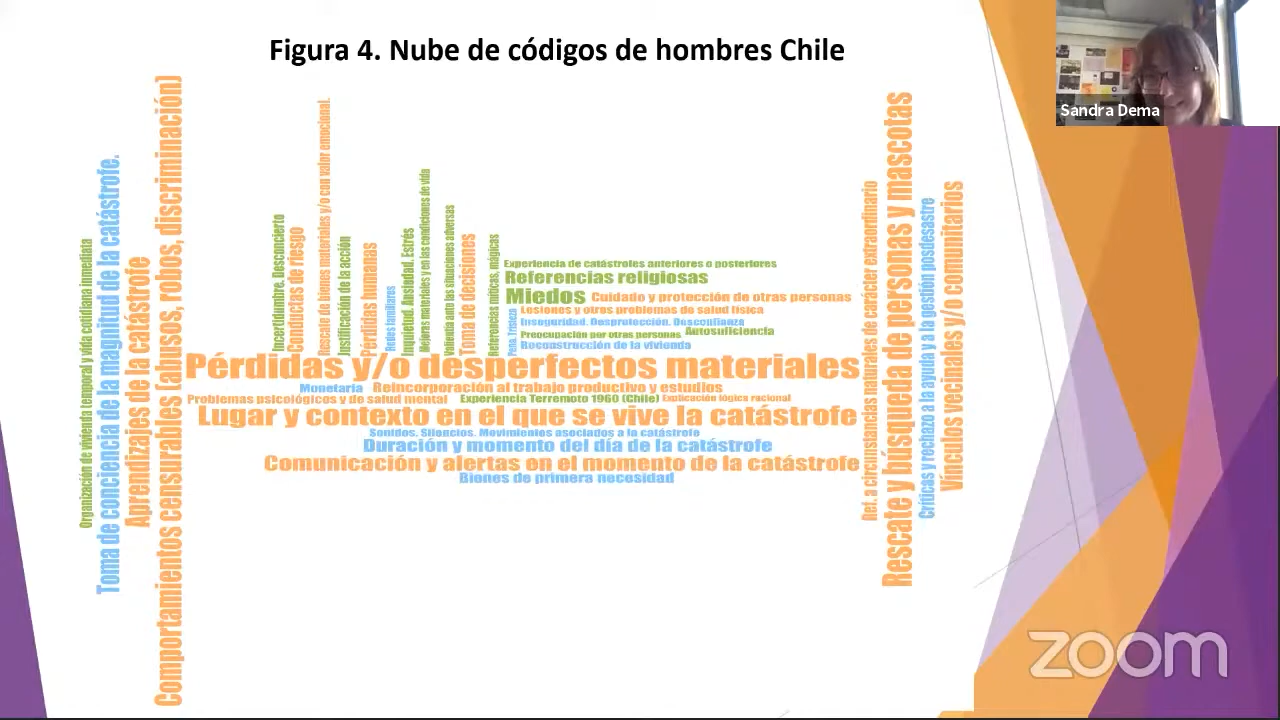 Figura 4. Nube de códigos de hombres Chile
Sandra Dema
Organización de vivienda temporal y vida cotidiana inmediata
Toma de conciencia de la magnitud de la catástrofe.
Aprendizajes de la catástrofe
Comportamientos censurables (abusos, robos, discriminación)
Incertidumbre. Desconcierto
Conductas de riesgo
Rescate de bienes materiales y/o con valor emocional.
Justificación de la acción
Pérdidas humanas
Redes familiares
Inquietud. Ansiedad. Estrés
Mejoras materiales y en las condiciones de vida
Valientía ante las situaciones adversas
Toma de decisiones
Referencias míticas, mágicas
Pena. Tristeza
Experiencia de catástrofes anteriores o posteriores
Referencias religiosas
Miedos
Cuidado y protección de otras personas
Lesiones y otros problemas de salud física
Inseguridad. Desprotección. Desconfianza
Preocupación por otras personas
Autosuficiencia
Reconstrucción de la vivienda
Pérdidas y/o desperfectos materiales
Monetaria
Reincorporación al trabajo productivo y estudios
Problemas psicológicos y de salud mental
Experiencia Terremoto 1960 (Chile)
Explicación lógica racional
Lugar y contexto en el que se vive la catástrofe
Sonidos. Silencios. Movimientos asociados a la catástrofe
Duración y momento del día de la catástrofe
Comunicación y alertas en el momento de la catástrofe
Bienes de primera necesidad
Ref. a circunstancias naturales de carácter extraordinario
Rescate y búsqueda de personas y mascotas
Críticas y rechazo a la ayuda y a la gestión posdesastre
Vínculos vecinales y/o comunitarios
zoom